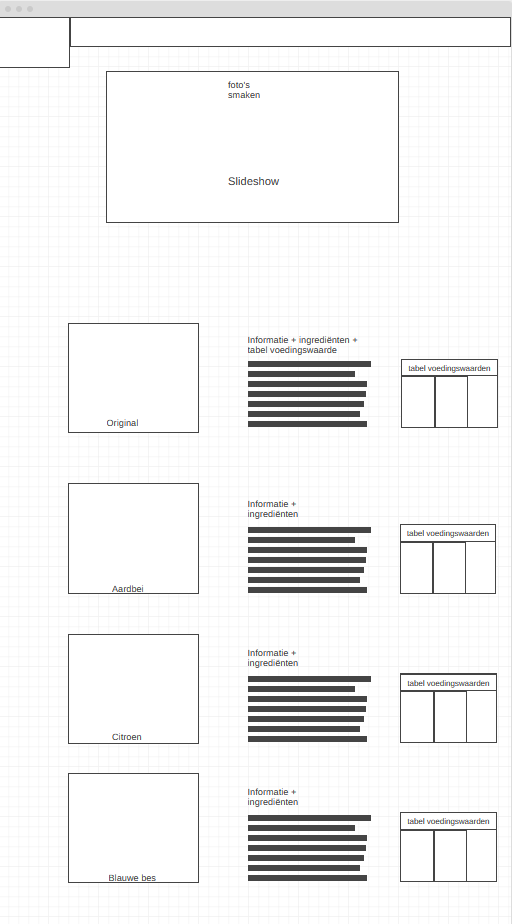 foto's
smaken
Slideshow
Informatie + ingrediënten +
tabel voedingswaarde
tabel voedingswaarden
Original
Informatie +
ingrediënten
tabel voedingswaarden
Aardbei
Informatie +
ingrediënten
tabel voedingswaarden
Citroen
Informatie +
ingrediënten
tabel voedingswaarden
Blauwe bes